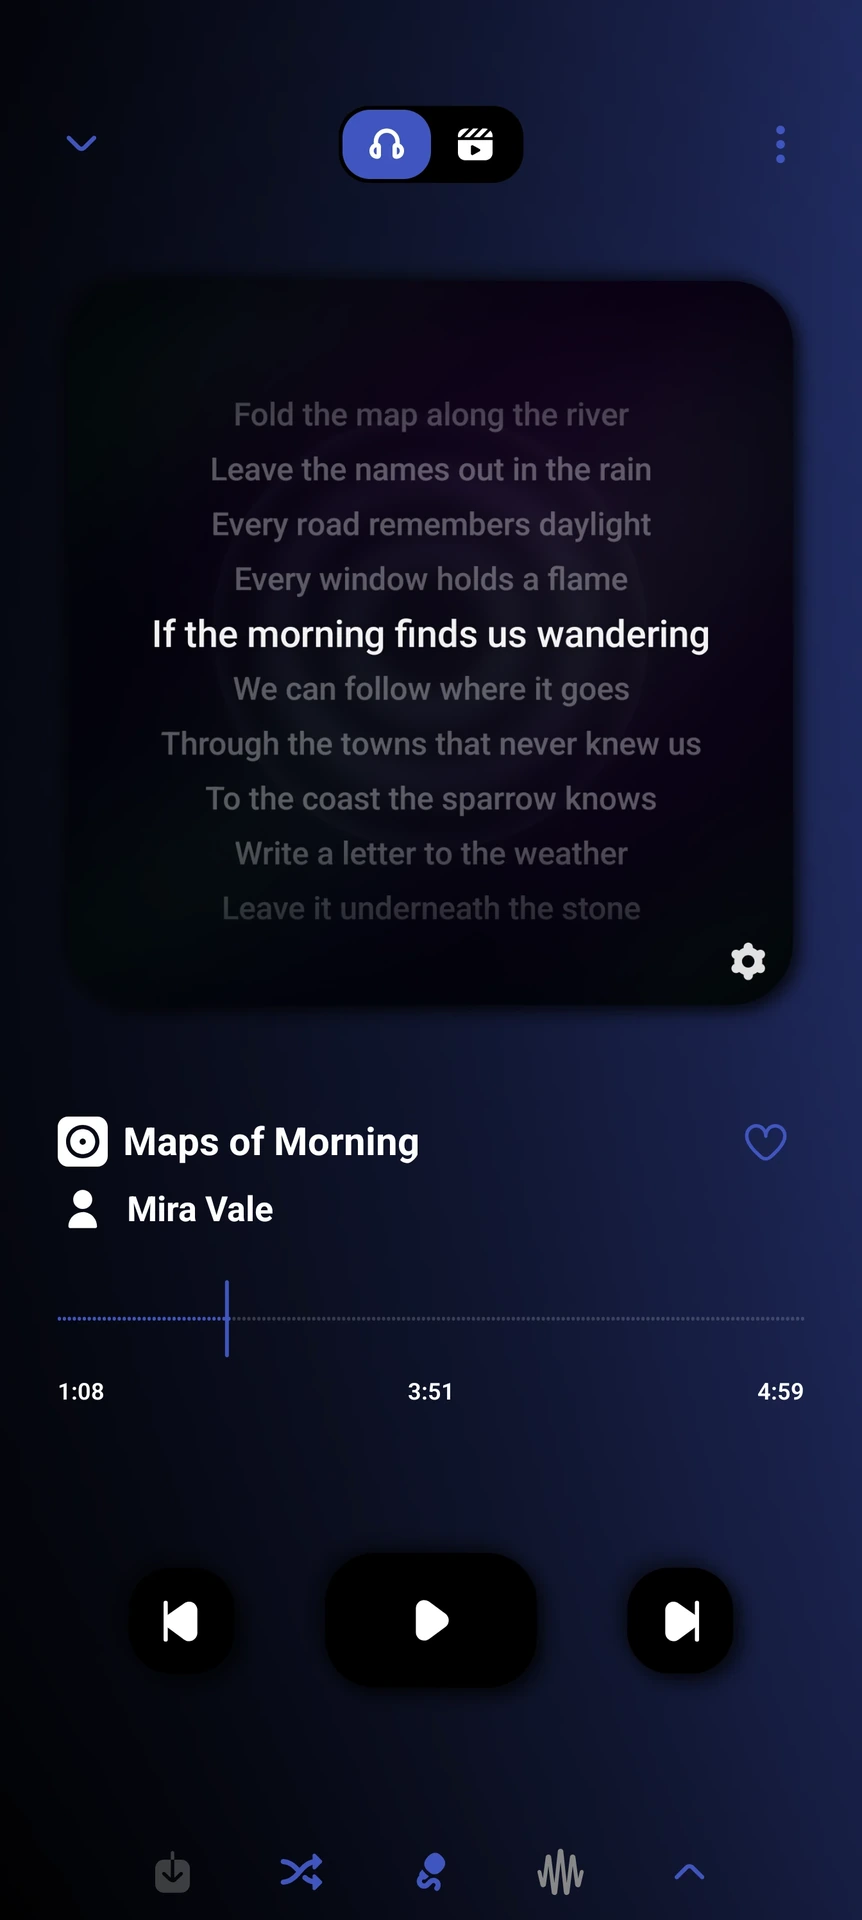 Fold the map along the river
Leave the names out in the rain
Every road remembers daylight
Every window holds a flame
If the morning finds us wandering
We can follow where it goes
Through the towns that never knew us
To the coast the sparrow knows
Write a letter to the weather
Leave it underneath the stone
Maps of Morning
Mira Vale
1:08 3:51 4:59